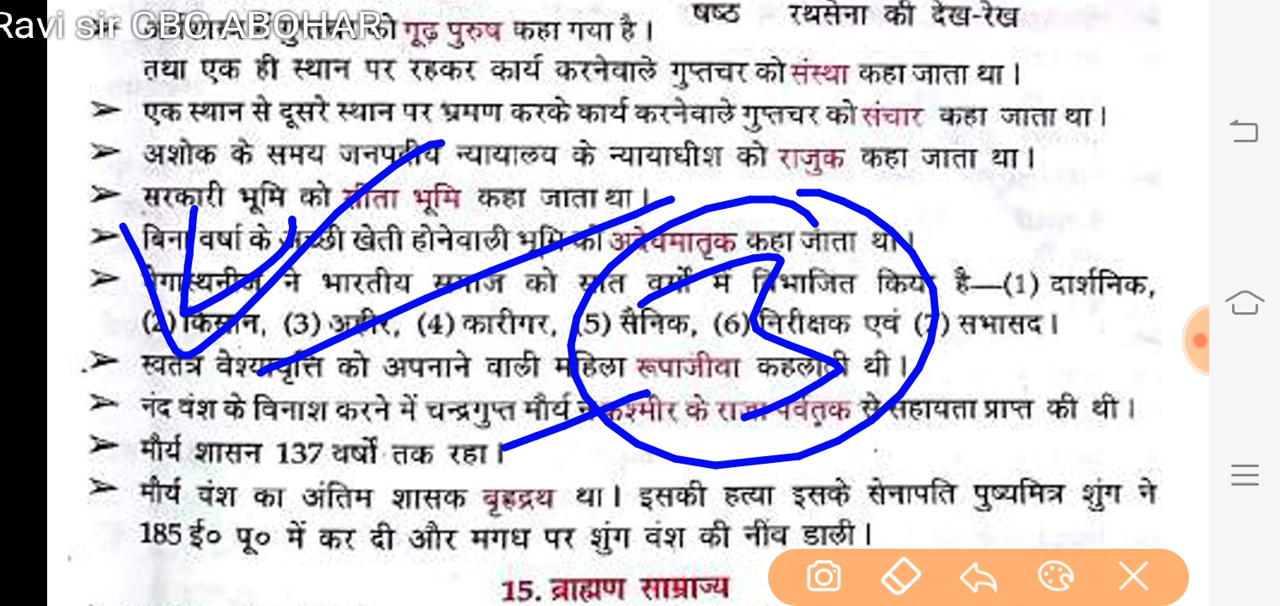 Ravi sir GBO ABOHAR
षष्ठ रथसेना की देख-रेख
को गूढ़ पुरुष कहा गया है।
तथा एक ही स्थान पर रहकर कार्य करनेवाले गुप्तचर को संस्था कहा जाता था।
➢ एक स्थान से दूसरे स्थान पर भ्रमण करके कार्य करनेवाले गुप्तचर को संचार कहा जाता था।
➢ अशोक के समय जनपदीय न्यायालय के न्यायाधीश को राजुक कहा जाता था।
➢ सरकारी भूमि को सीता भूमि कहा जाता था।
➢ बिना वर्षा के अच्छी खेती होनेवाली भूमि को अदेवमातृक कहा जाता था।
➢ मेगास्थनीज ने भारतीय समाज को सात वर्गों में विभाजित किया है—(1) दार्शनिक,
(2) किसान, (3) अहीर, (4) कारीगर, (5) सैनिक, (6) निरीक्षक एवं (7) सभासद।
➢ स्वतंत्र वेश्यावृत्ति को अपनाने वाली महिला रूपाजीवा कहलाती थी।
➢ नंद वंश के विनाश करने में चन्द्रगुप्त मौर्य ने कश्मीर के राजा पर्वतक से सहायता प्राप्त की थी।
➢ मौर्य शासन 137 वर्षों तक रहा।
➢ मौर्य वंश का अंतिम शासक बृहद्रथ था। इसकी हत्या इसके सेनापति पुष्यमित्र शुंग ने
185 ई० पू० में कर दी और मगध पर शुंग वंश की नींव डाली।
15. ब्राह्मण साम्राज्य